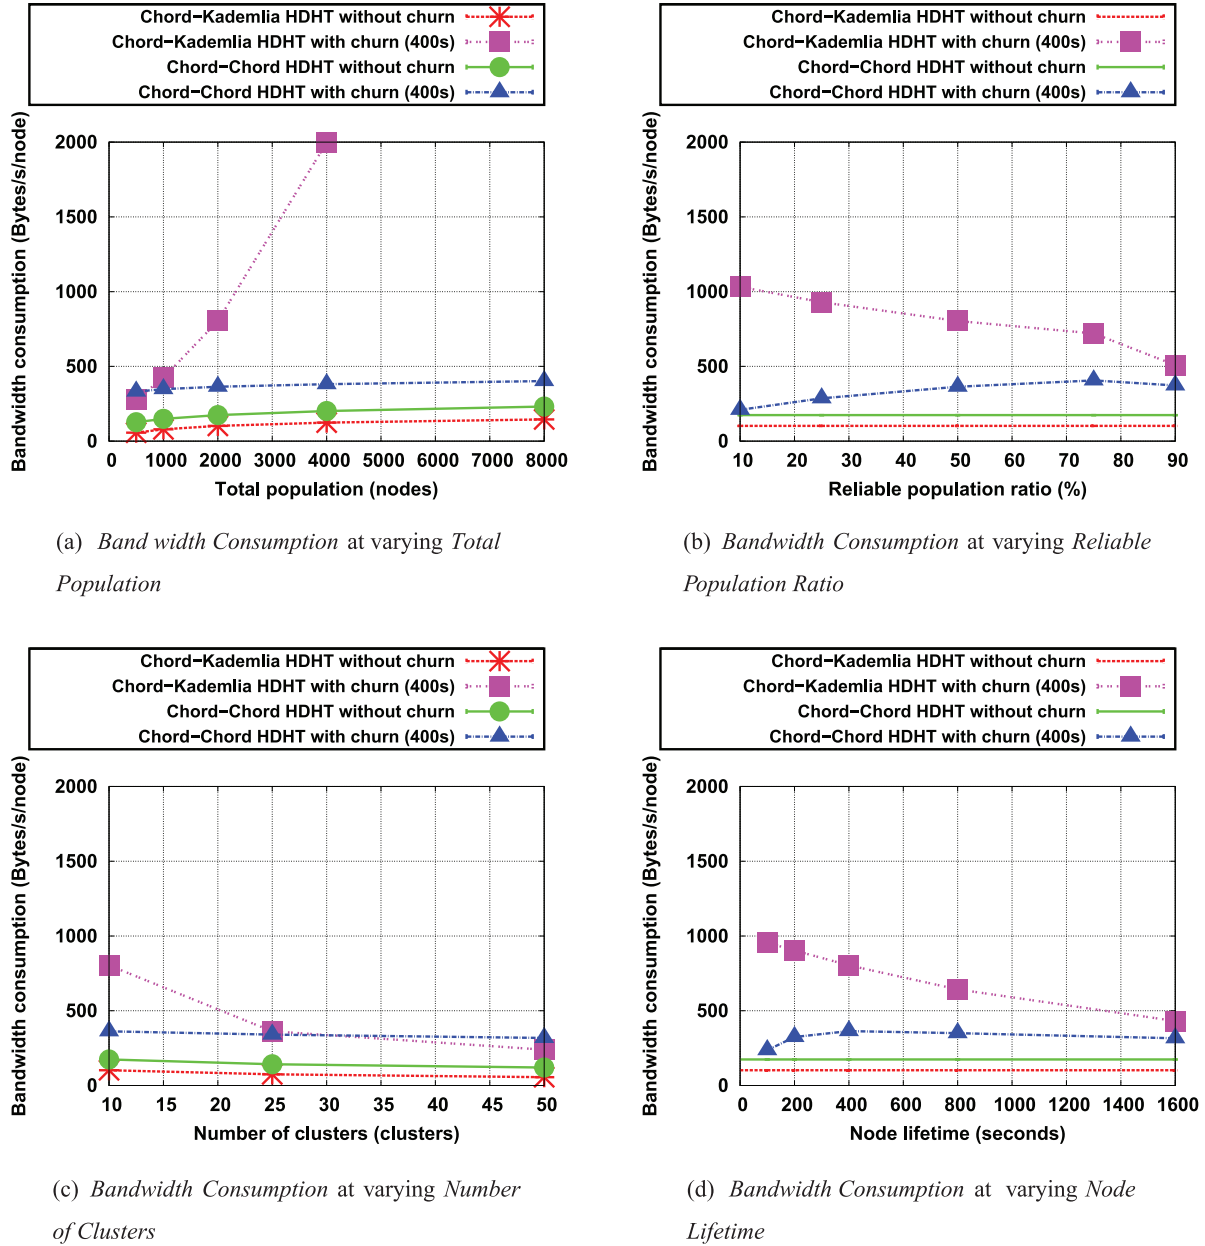 Chord−Kademlia HDHT without churn
Chord−Kademlia HDHT with churn (400s)
Chord−Chord HDHT without churn
Chord−Chord HDHT with churn (400s)
Bandwidth consumption (Bytes/s/node)
2000
1500
1000
500
0
0 1000 2000 3000 4000 5000 6000 7000 8000
Total population (nodes)
(a) Band width Consumption at varying Total
Population
Chord−Kademlia HDHT without churn
Chord−Kademlia HDHT with churn (400s)
Chord−Chord HDHT without churn
Chord−Chord HDHT with churn (400s)
Bandwidth consumption (Bytes/s/node)
2000
1500
1000
500
0
10 20 30 40 50 60 70 80 90
Reliable population ratio (%)
(b) Bandwidth Consumption at varying Reliable
Population Ratio
Chord−Kademlia HDHT without churn
Chord−Kademlia HDHT with churn (400s)
Chord−Chord HDHT without churn
Chord−Chord HDHT with churn (400s)
Bandwidth consumption (Bytes/s/node)
2000
1500
1000
500
0
10 15 20 25 30 35 40 45 50
Number of clusters (clusters)
(c) Bandwidth Consumption at varying Number
of Clusters
Chord−Kademlia HDHT without churn
Chord−Kademlia HDHT with churn (400s)
Chord−Chord HDHT without churn
Chord−Chord HDHT with churn (400s)
Bandwidth consumption (Bytes/s/node)
2000
1500
1000
500
0
0 200 400 600 800 1000 1200 1400 1600
Node lifetime (seconds)
(d) Bandwidth Consumption at varying Node
Lifetime